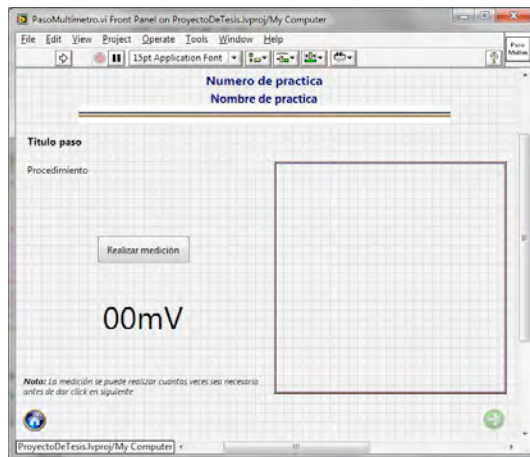 PasoMultimetro.vi Front Panel on ProyectoDeTesis.lvproj/My Computer
File Edit View Project Operate Tools Window Help
15pt Application Font
Paso
Multim
Numero de practica
Nombre de practica
Titulo paso
Procedimiento
Realizar medición
00mV
Nota: La medición se puede realizar cuantas veces sea necesario
antes de dar click en siguiente
ProyectoDeTesis.lvproj/My Computer